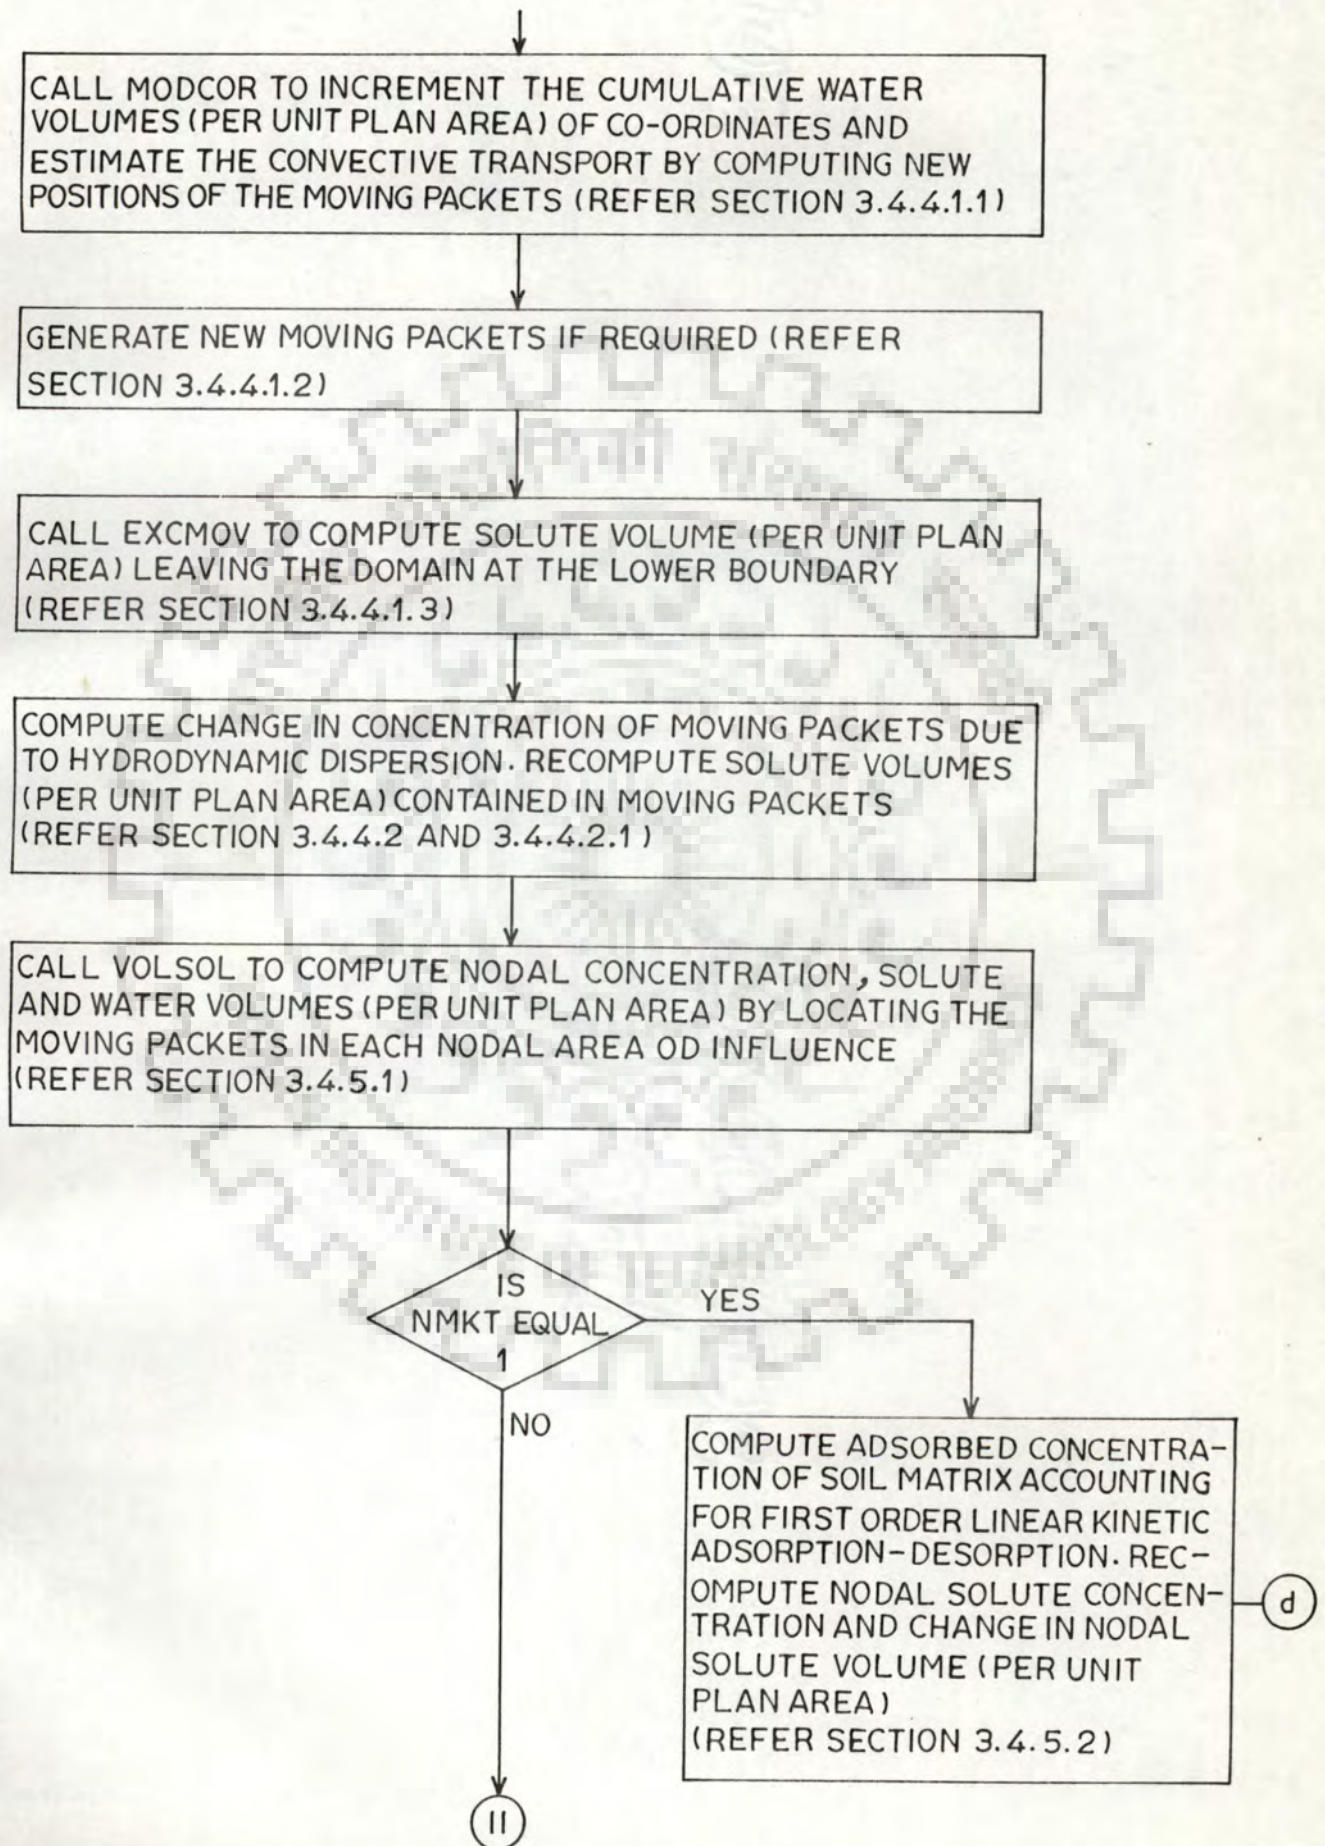 CALL MODCOR TO INCREMENT THE CUMULATIVE WATER
VOLUMES (PER UNIT PLAN AREA) OF CO-ORDINATES AND
ESTIMATE THE CONVECTIVE TRANSPORT BY COMPUTING NEW
POSITIONS OF THE MOVING PACKETS (REFER SECTION 3.4.4.1.1)
GENERATE NEW MOVING PACKETS IF REQUIRED (REFER
SECTION 3.4.4.1.2)
CALL EXCMOV TO COMPUTE SOLUTE VOLUME (PER UNIT PLAN
AREA) LEAVING THE DOMAIN AT THE LOWER BOUNDARY
(REFER SECTION 3.4.4.1.3)
COMPUTE CHANGE IN CONCENTRATION OF MOVING PACKETS DUE
TO HYDRODYNAMIC DISPERSION. RECOMPUTE SOLUTE VOLUMES
(PER UNIT PLAN AREA) CONTAINED IN MOVING PACKETS
(REFER SECTION 3.4.4.2 AND 3.4.4.2.1)
CALL VOLSOL TO COMPUTE NODAL CONCENTRATION, SOLUTE
AND WATER VOLUMES (PER UNIT PLAN AREA) BY LOCATING THE
MOVING PACKETS IN EACH NODAL AREA OD INFLUENCE
(REFER SECTION 3.4.5.1)
IS
NMKT EQUAL
1
YES
NO
COMPUTE ADSORBED CONCENTRA-
TION OF SOIL MATRIX ACCOUNTING
FOR FIRST ORDER LINEAR KINETIC
ADSORPTION-DESORPTION. REC-
OMPUTE NODAL SOLUTE CONCEN-
TRATION AND CHANGE IN NODAL
SOLUTE VOLUME (PER UNIT
PLAN AREA)
(REFER SECTION 3.4.5.2)
d
11